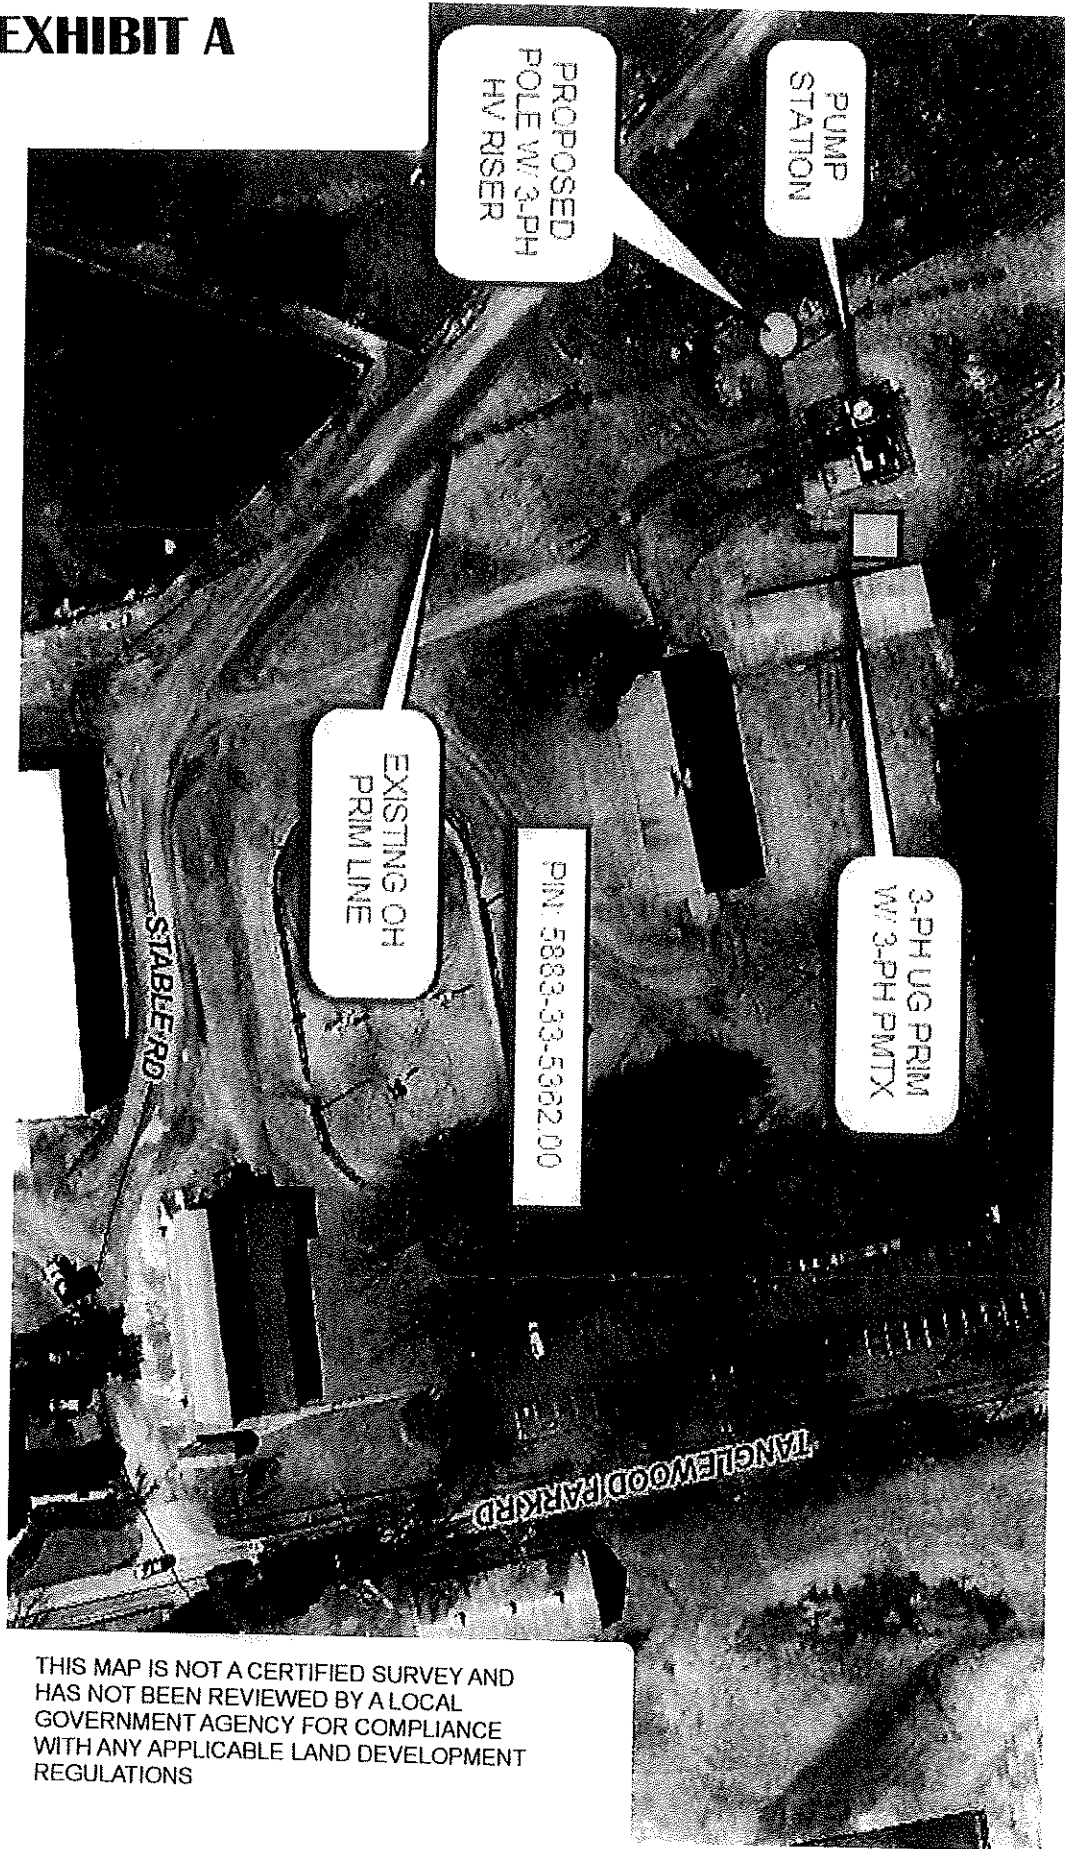 EXHIBIT A
PUMP
STATION
PROPOSED
POLE W/ 3-PH
HV RISER
3-PH UG PRIM
W/ 3-PH PMTX
EXISTING OH
PRIM LINE
PIN: 5883-33-5362.00
STABLE RD
TANGLEWOOD PARK RD
THIS MAP IS NOT A CERTIFIED SURVEY AND
HAS NOT BEEN REVIEWED BY A LOCAL
GOVERNMENT AGENCY FOR COMPLIANCE
WITH ANY APPLICABLE LAND DEVELOPMENT
REGULATIONS